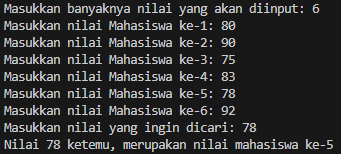 Masukkan banyaknya nilai yang akan diinput: 6
Masukkan nilai Mahasiswa ke-1: 80
Masukkan nilai Mahasiswa ke-2: 90
Masukkan nilai Mahasiswa ke-3: 75
Masukkan nilai Mahasiswa ke-4: 83
Masukkan nilai Mahasiswa ke-5: 78
Masukkan nilai Mahasiswa ke-6: 92
Masukkan nilai yang ingin dicari: 78
Nilai 78 ketemu, merupakan nilai mahasiswa ke-5